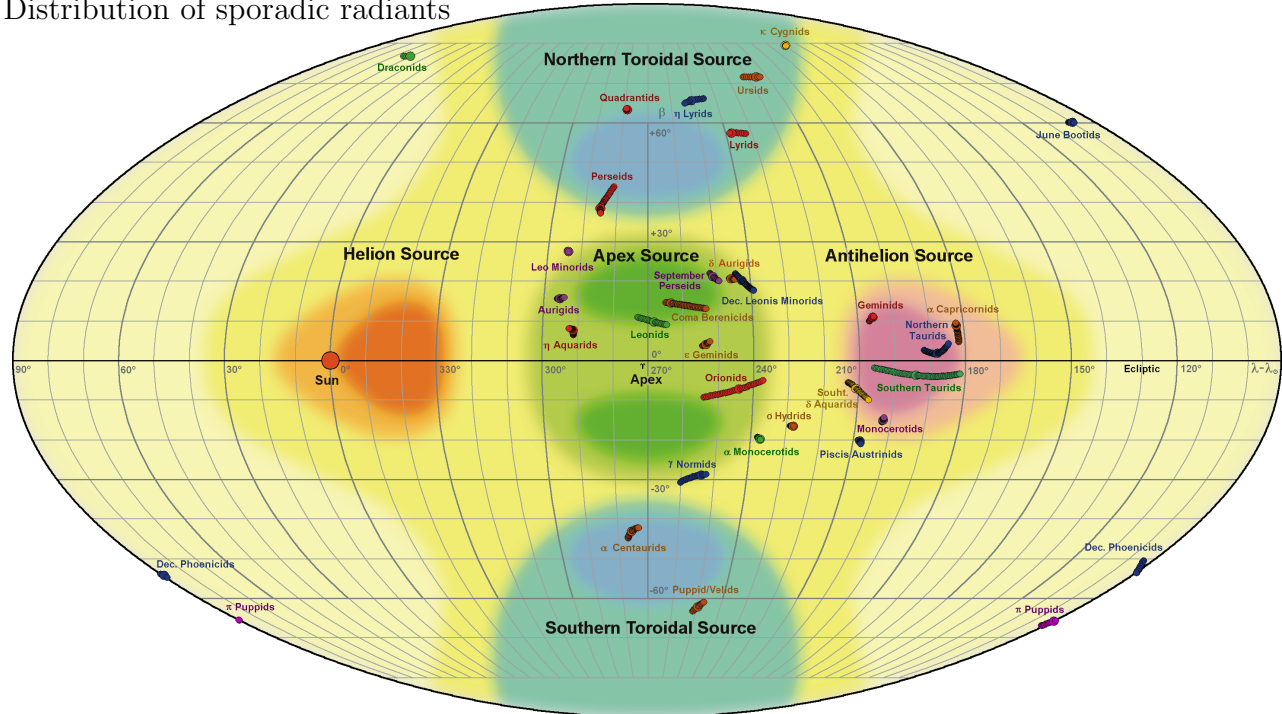 Distribution of sporadic radiants
κ Cygnids
Northern Toroidal Source
Draconids
Ursids
Quadrantids
β
η Lyrids
June Bootids
+60°
Lyrids
Perseids
+30°
Helion Source
Apex Source
Antihelion Source
Leo Minorids
δ Aurigids
September
Perseids
Dec. Leonis Minorids
Aurigids
Coma Berenicids
Geminids
α Capricornids
Leonids
Northern
Taurids
η Aquarids
ε Geminids
0°
90°
60°
30°
Sun
0°
330°
300°
γ
Apex
270°
Orionids
240°
210°
Southern Taurids
180°
150°
Ecliptic
120°
λ-λ☉
Souht.
δ Aquarids
σ Hydrids
Monocerotids
α Monocerotids
Piscis Austrinids
γ Normids
-30°
α Centaurids
Dec. Phoenicids
Dec. Phoenicids
-60°
Puppid/Velids
π Puppids
π Puppids
Southern Toroidal Source